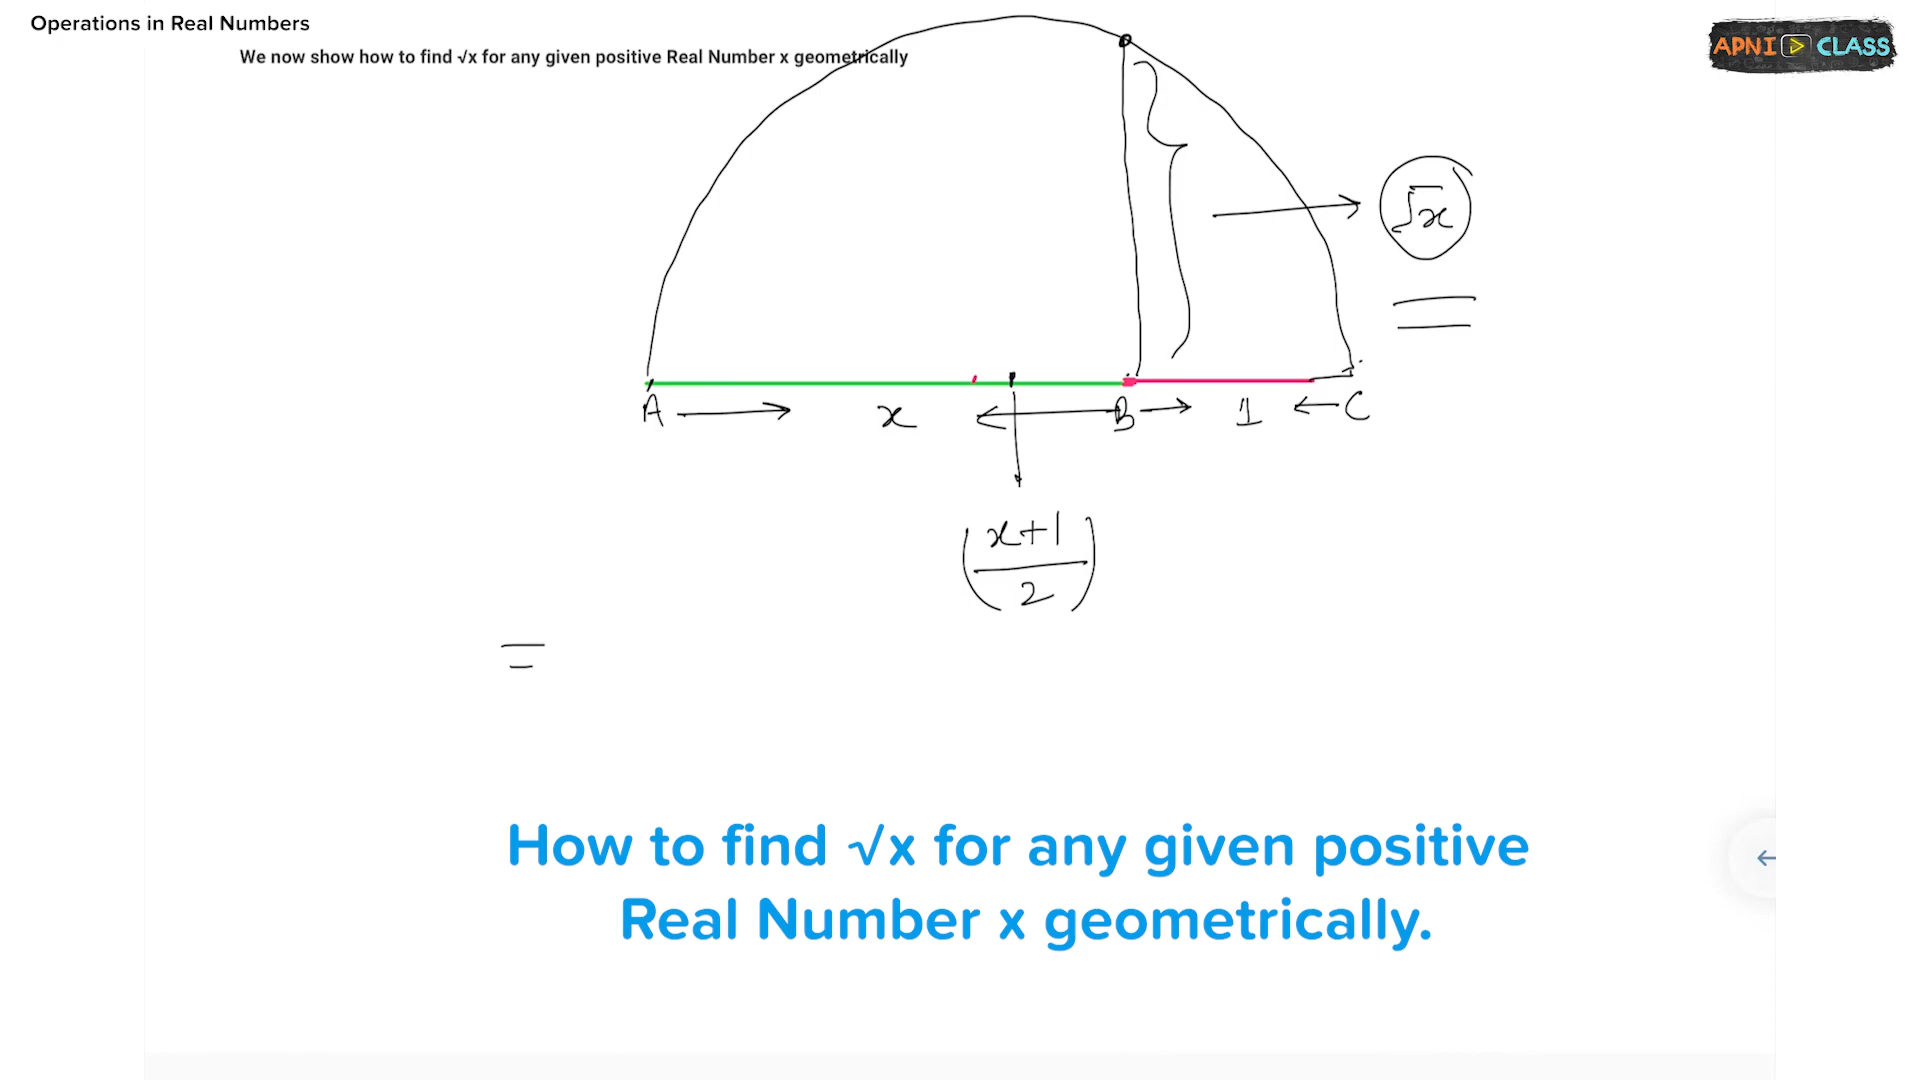 Operations in Real Numbers
APNI CLASS
We now show how to find √x for any given positive Real Number x geometrically
√x
A x B 1 C
(x+1
2)
=
How to find √x for any given positive
Real Number x geometrically.